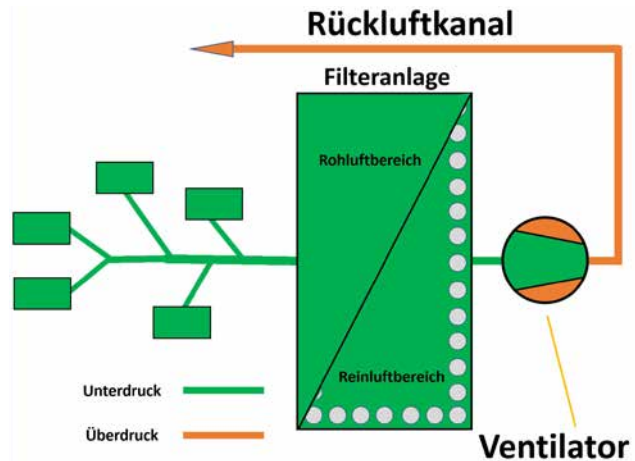 Rückluftkanal
Filteranlage
Rohluftbereich
Reinluftbereich
Unterdruck
Überdruck
Ventilator